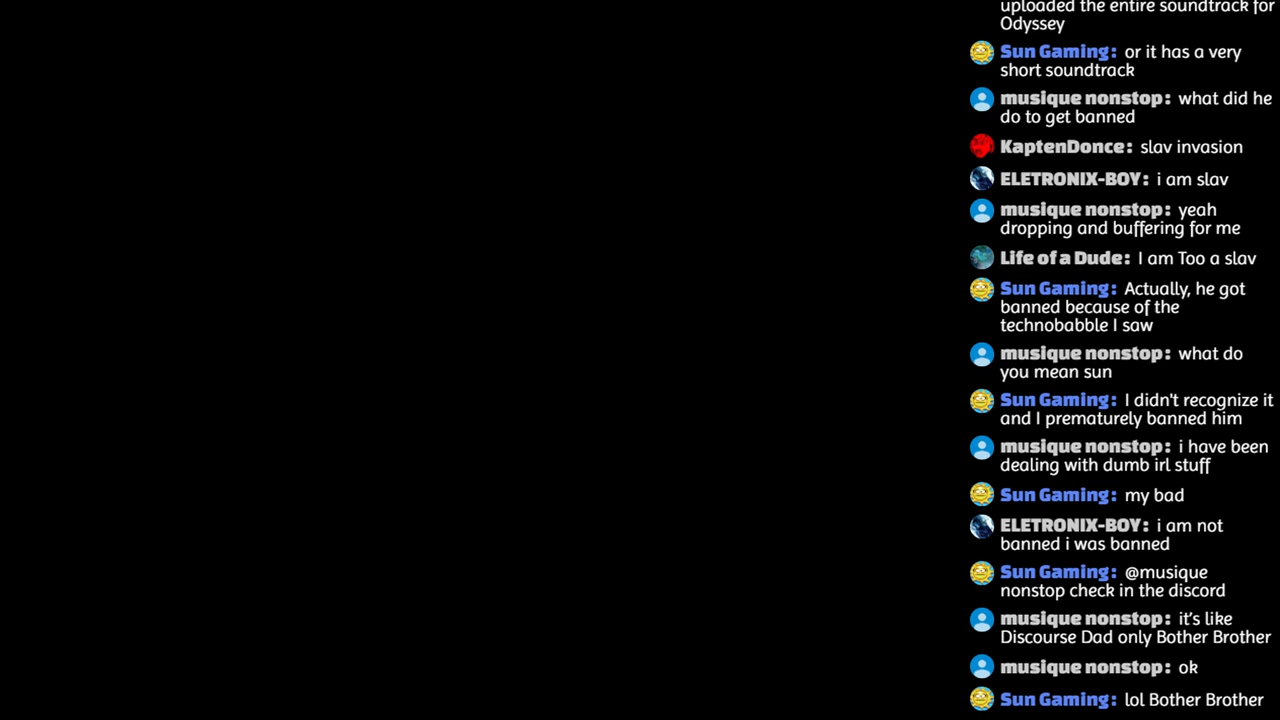 uploaded the entire soundtrack for
Odyssey
Sun Gaming: or it has a very
short soundtrack
musique nonstop: what did he
do to get banned
KaptenDonce: slav invasion
ELETRONIX-BOY: i am slav
musique nonstop: yeah
dropping and buffering for me
Life of a Dude: I am Too a slav
Sun Gaming: Actually, he got
banned because of the
technobabble I saw
musique nonstop: what do
you mean sun
Sun Gaming: I didn't recognize it
and I prematurely banned him
musique nonstop: i have been
dealing with dumb irl stuff
Sun Gaming: my bad
ELETRONIX-BOY: i am not
banned i was banned
Sun Gaming: @musique
nonstop check in the discord
musique nonstop: it's like
Discourse Dad only Bother Brother
musique nonstop: ok
Sun Gaming: lol Bother Brother